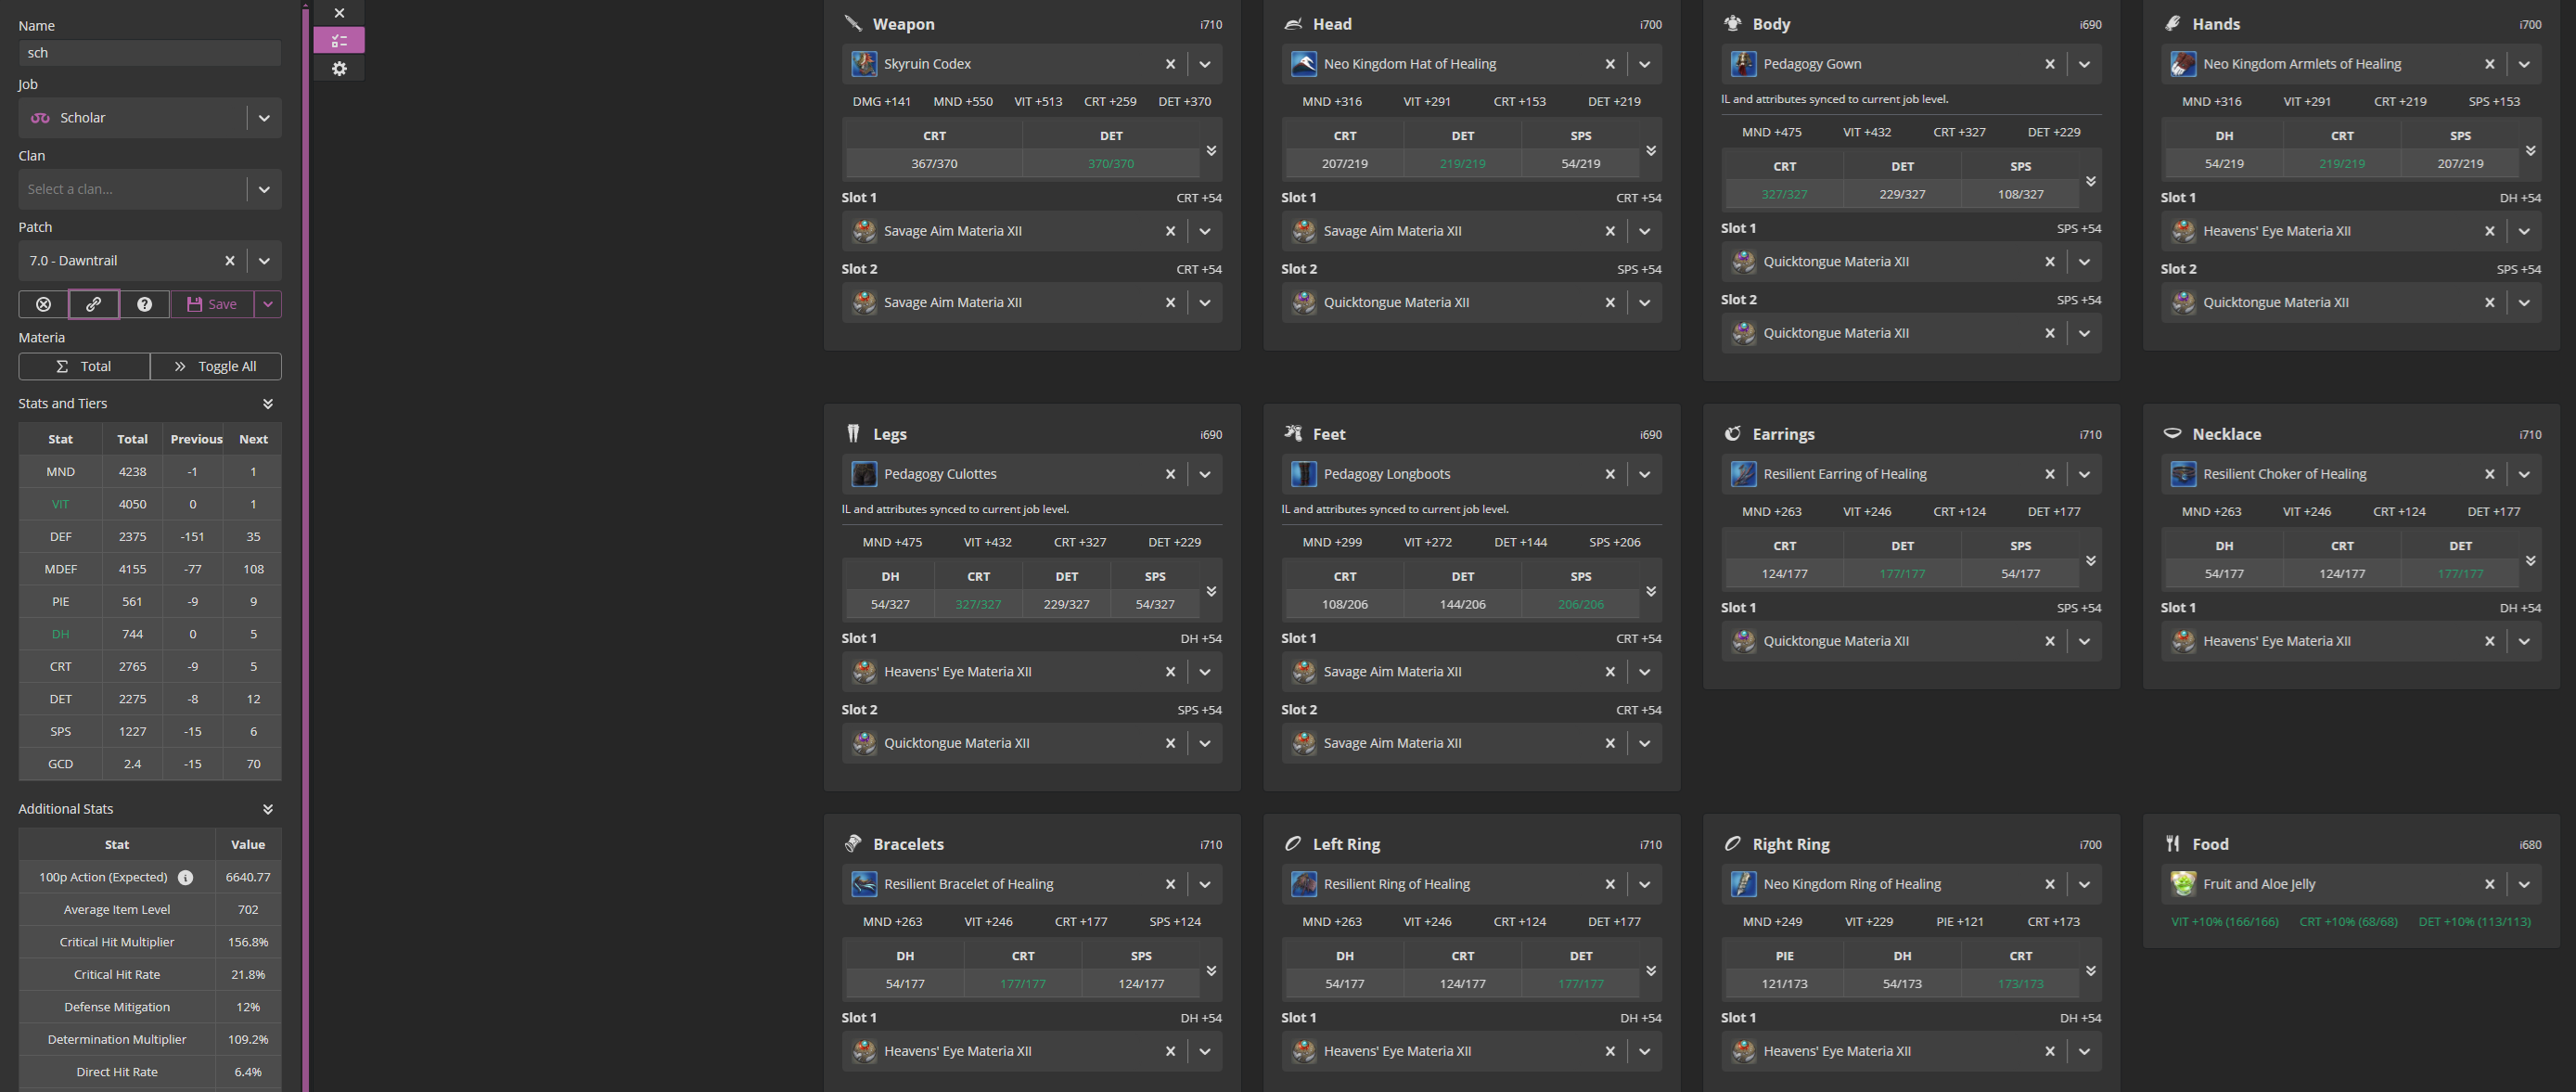 Name
sch
Job
Scholar
Clan
Select a clan...
Patch
7.0 - Dawntrail
Save
Materia
Total
Toggle All
Stats and Tiers
Stat Total Previous Next
MND 4238 -1 1
VIT 4050 0 1
DEF 2375 -151 35
MDEF 4155 -77 108
PIE 561 -9 9
DH 744 0 5
CRT 2765 -9 5
DET 2275 -8 12
SPS 1227 -15 6
GCD 2.4 -15 70
Additional Stats
Stat Value
100p Action (Expected) 6640.77
Average Item Level 702
Critical Hit Multiplier 156.8%
Critical Hit Rate 21.8%
Defense Mitigation 12%
Determination Multiplier 109.2%
Direct Hit Rate 6.4%
Weapon i710
Skyruin Codex
DMG +141 MND +550 VIT +513 CRT +259 DET +370
CRT DET
367/370 370/370
Slot 1 CRT +54
Savage Aim Materia XII
Slot 2 CRT +54
Savage Aim Materia XII
Head i700
Neo Kingdom Hat of Healing
MND +316 VIT +291 CRT +153 DET +219
CRT DET SPS
207/219 219/219 54/219
Slot 1 CRT +54
Savage Aim Materia XII
Slot 2 SPS +54
Quicktongue Materia XII
Body i690
Pedagogy Gown
IL and attributes synced to current job level.
MND +475 VIT +432 CRT +327 DET +229
CRT DET SPS
327/327 229/327 108/327
Slot 1 SPS +54
Quicktongue Materia XII
Slot 2 SPS +54
Quicktongue Materia XII
Hands i700
Neo Kingdom Armlets of Healing
MND +316 VIT +291 CRT +219 SPS +153
DH CRT SPS
54/219 219/219 207/219
Slot 1 DH +54
Heavens' Eye Materia XII
Slot 2 SPS +54
Quicktongue Materia XII
Legs i690
Pedagogy Culottes
IL and attributes synced to current job level.
MND +475 VIT +432 CRT +327 DET +229
DH CRT DET SPS
54/327 327/327 229/327 54/327
Slot 1 DH +54
Heavens' Eye Materia XII
Slot 2 SPS +54
Quicktongue Materia XII
Feet i690
Pedagogy Longboots
IL and attributes synced to current job level.
MND +299 VIT +272 DET +144 SPS +206
CRT DET SPS
108/206 144/206 206/206
Slot 1 CRT +54
Savage Aim Materia XII
Slot 2 CRT +54
Savage Aim Materia XII
Earrings i710
Resilient Earring of Healing
MND +263 VIT +246 CRT +124 DET +177
CRT DET SPS
124/177 177/177 54/177
Slot 1 SPS +54
Quicktongue Materia XII
Necklace i710
Resilient Choker of Healing
MND +263 VIT +246 CRT +124 DET +177
DH CRT DET
54/177 124/177 177/177
Slot 1 DH +54
Heavens' Eye Materia XII
Bracelets i710
Resilient Bracelet of Healing
MND +263 VIT +246 CRT +177 SPS +124
DH CRT SPS
54/177 177/177 124/177
Slot 1 DH +54
Heavens' Eye Materia XII
Left Ring i710
Resilient Ring of Healing
MND +263 VIT +246 CRT +124 DET +177
DH CRT DET
54/177 124/177 177/177
Slot 1 DH +54
Heavens' Eye Materia XII
Right Ring i700
Neo Kingdom Ring of Healing
MND +249 VIT +229 PIE +121 CRT +173
PIE DH CRT
121/173 54/173 173/173
Slot 1 DH +54
Heavens' Eye Materia XII
Food i680
Fruit and Aloe Jelly
VIT +10% (166/166) CRT +10% (68/68) DET +10% (113/113)